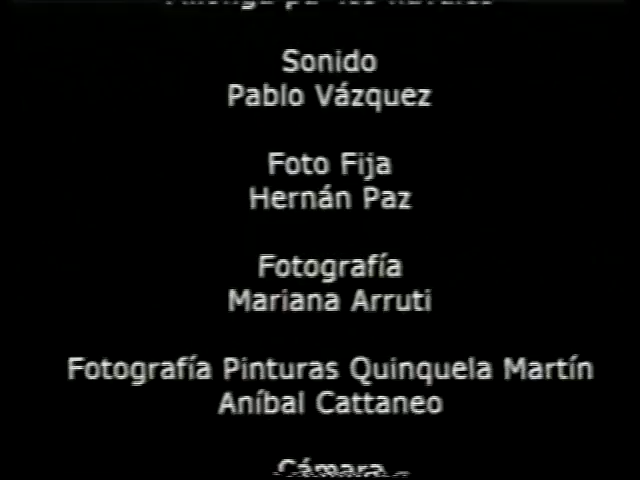 Sonido
Pablo Vázquez
Foto Fija
Hernán Paz
Fotografía
Mariana Arruti
Fotografía Pinturas Quinquela Martín
Aníbal Cattaneo
Cámara